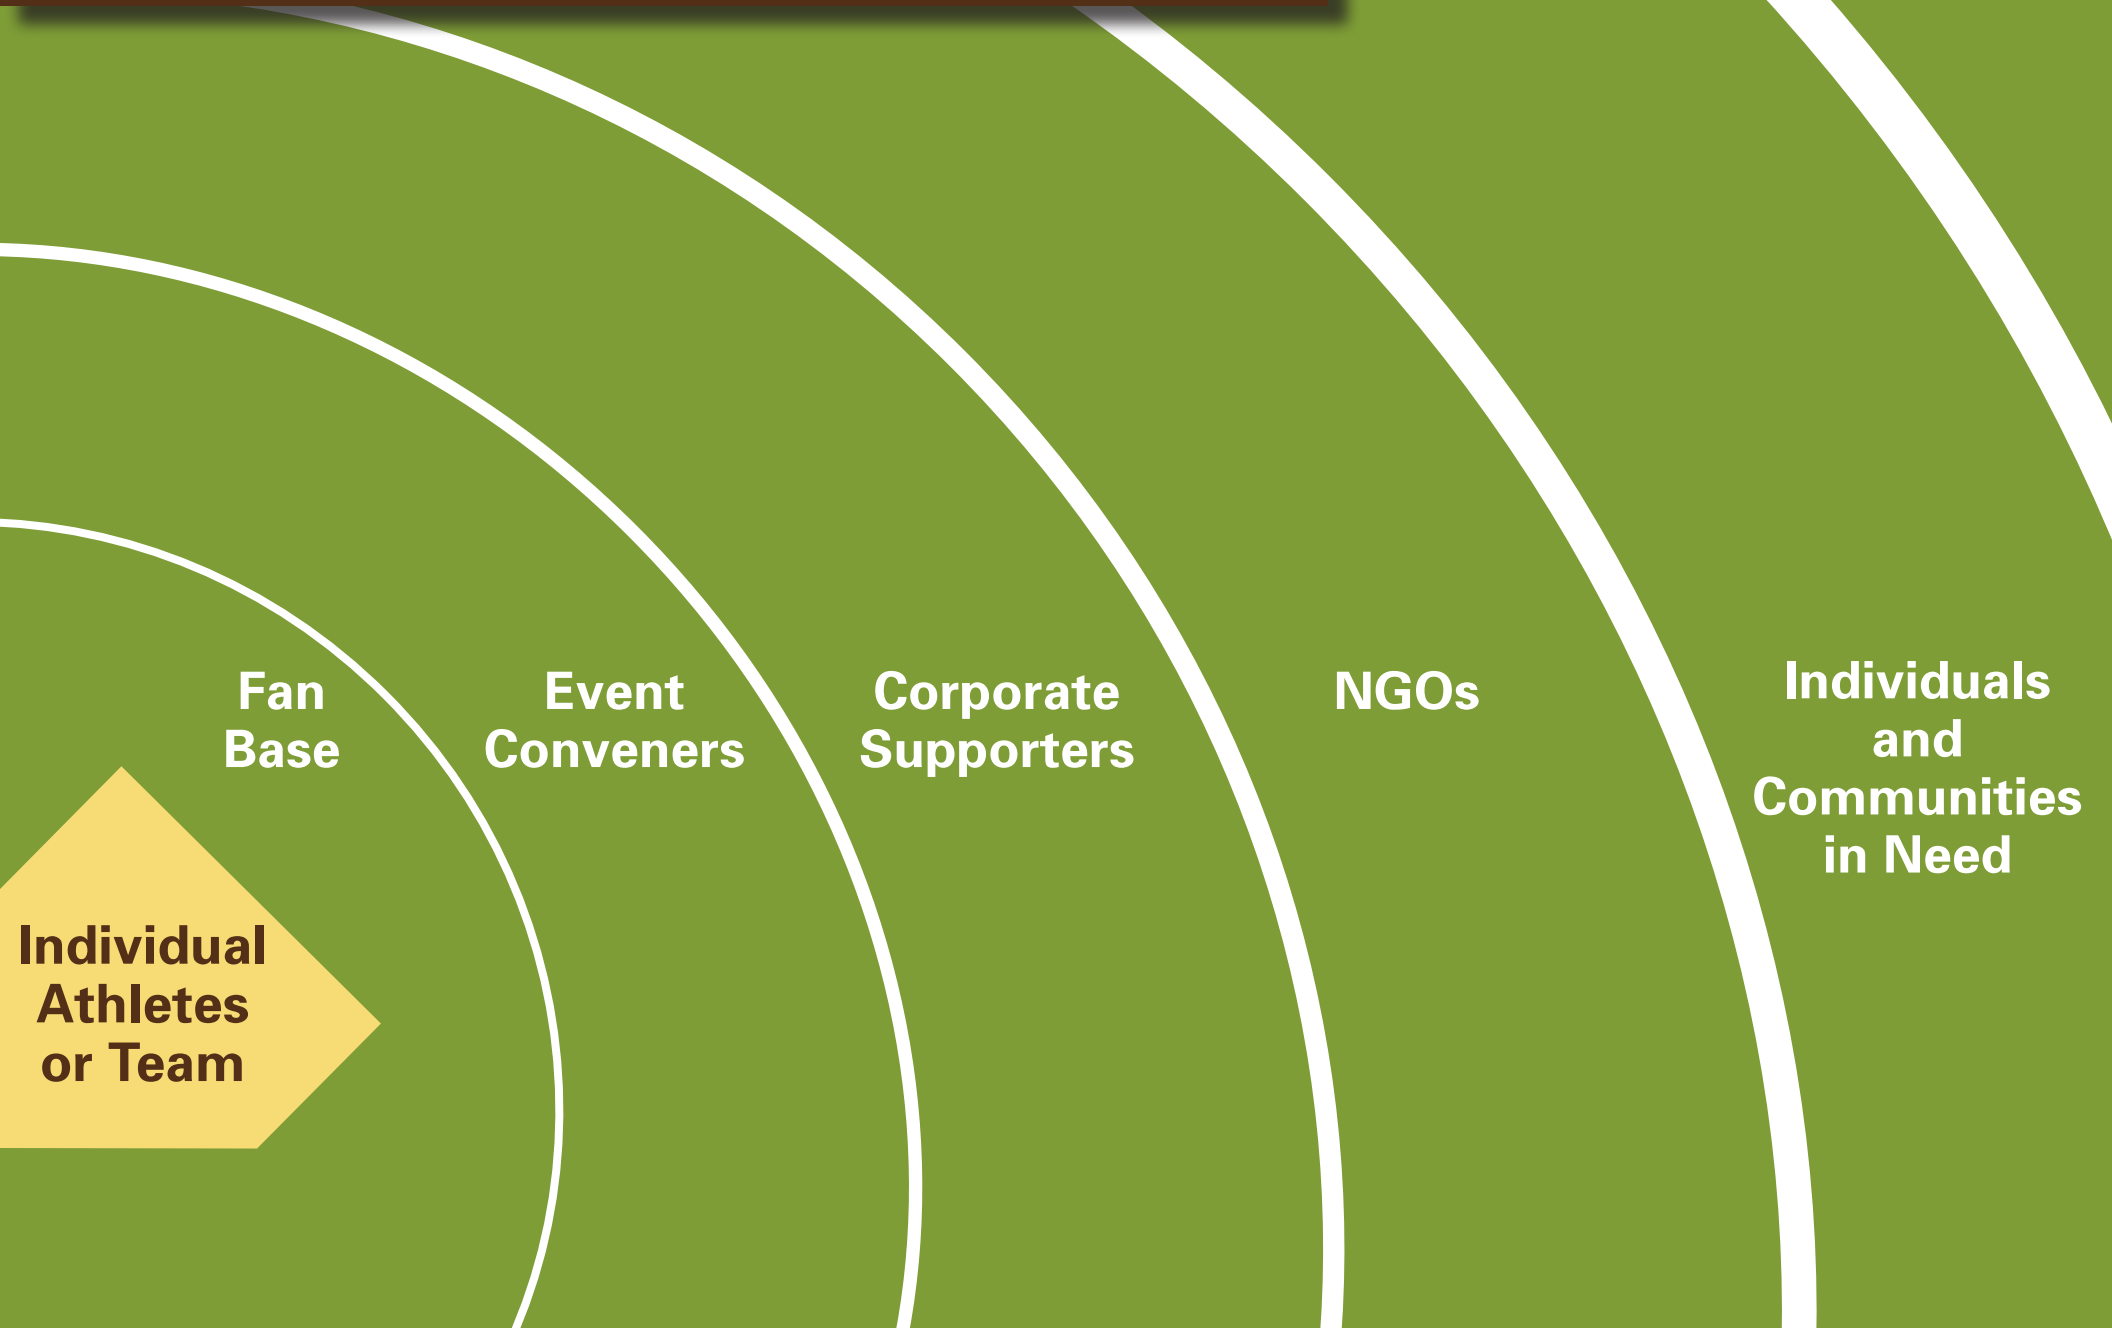 Fan
Base
Event
Conveners
Corporate
Supporters
NGOs
Individuals
and
Communities
in Need
Individual
Athletes
or Team